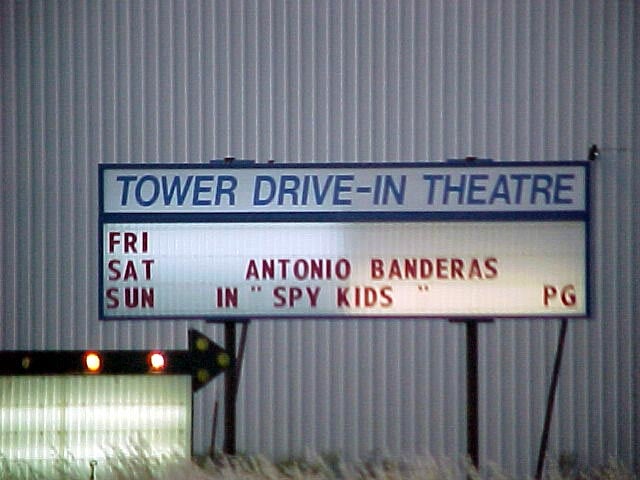 TOWER DRIVE-IN THEATRE
FRI
SAT ANTONIO BANDERAS
SUN IN " SPY KIDS " PG